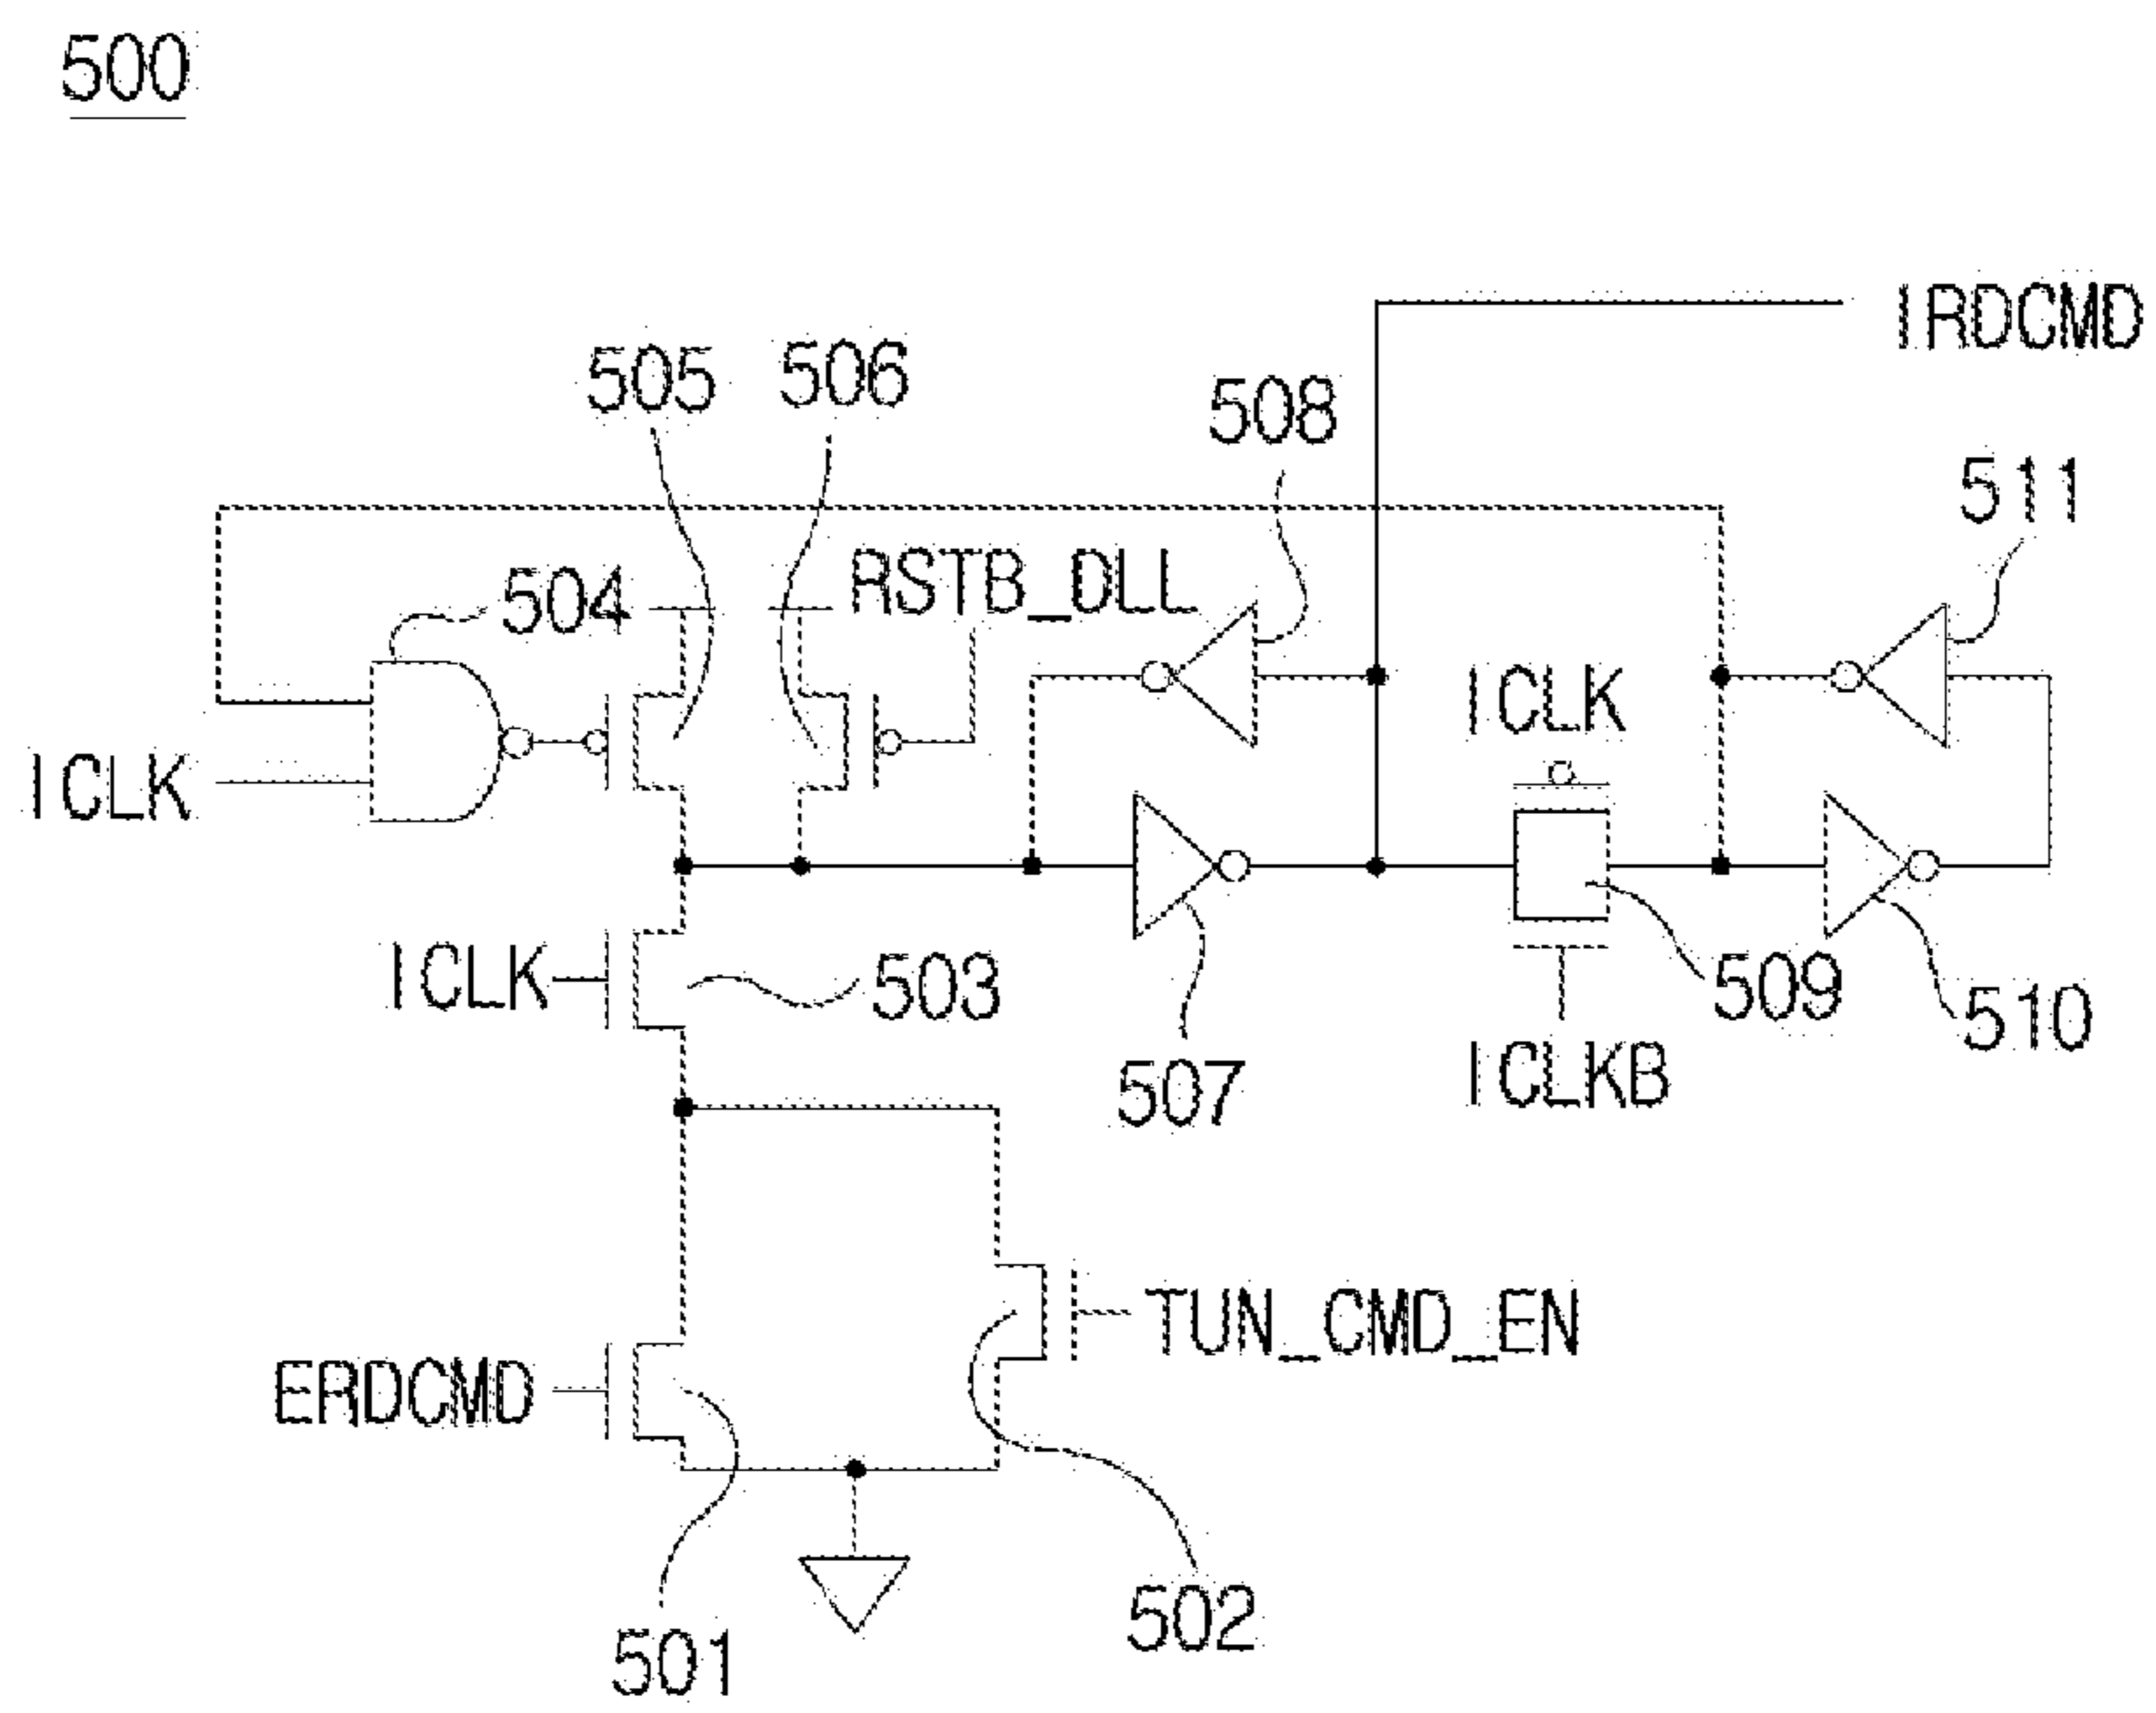 500
IRDCMD
505
506
508
511
504
RSTB_DLL
ICLK
ICLK
ICLK
503
509
510
507
ICLKB
ERDCMD
TUN_CMD_EN
501
502